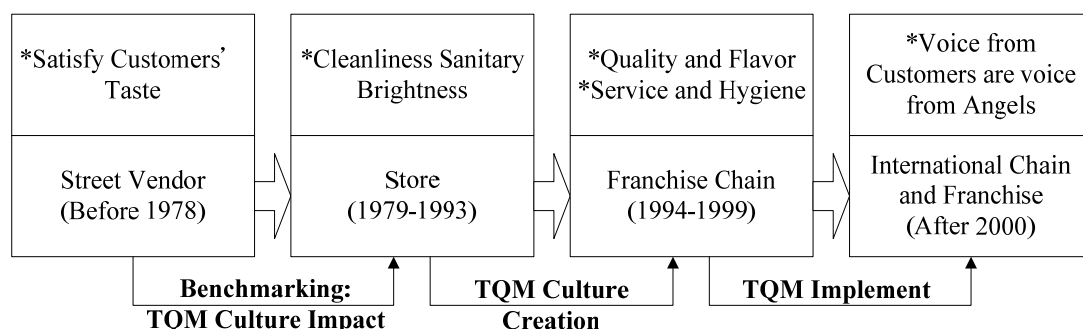 *Satisfy Customers’
Taste
Street Vendor
(Before 1978)
*Cleanliness Sanitary
Brightness
Store
(1979-1993)
*Quality and Flavor
*Service and Hygiene
Franchise Chain
(1994-1999)
*Voice from
Customers are voice
from Angels
International Chain
and Franchise
(After 2000)
Benchmarking:
TQM Culture Impact
TQM Culture
Creation
TQM Implement